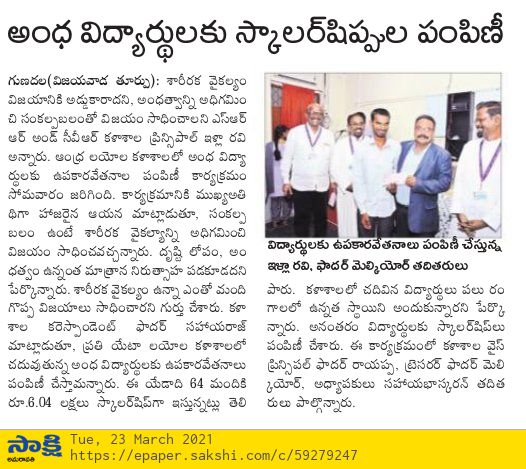 అంధ విద్యార్థులకు స్కాలర్‌షిప్పుల పంపిణీ
గుణదల(విజయవాడ తూర్పు): శారీరక వైకల్యం
విజయానికి అడ్డుకారాదని, అంధత్వాన్ని అధిగమిం
చి సంకల్పబలంతో విజయం సాధించాలని ఎస్ఆర్
ఆర్ అండ్ సీవీఆర్ కళాశాల ప్రిన్సిపాల్ ఇళ్లా రవి
అన్నారు. ఆంధ్ర లయోల కళాశాలలో అంధ విద్యా
ర్థులకు ఉపకారవేతనాల పంపిణీ కార్యక్రమం
సోమవారం జరిగింది. కార్యక్రమానికి ముఖ్యఅతి
థిగా హాజరైన ఆయన మాట్లాడుతూ, సంకల్ప
బలం ఉంటే శారీరక వైకల్యాన్ని అధిగమించి
విజయం సాధించవచ్చన్నారు. దృష్టి లోపం, అం
ధత్వం ఉన్నంత మాత్రాన నిరుత్సాహ పడకూడదని
పేర్కొన్నారు. శారీరక వైకల్యం ఉన్నా ఎంతో మంది
గొప్ప విజయాలు సాధించారని గుర్తు చేశారు. కళా
శాల కరెస్పాండెంట్ ఫాదర్ సహాయరాజ్
మాట్లాడుతూ, ప్రతి యేటా లయోల కళాశాలలో
చదువుతున్న అంధ విద్యార్థులకు ఉపకారవేతనాలు
పంపిణీ చేస్తామన్నారు. ఈ యేడాది 64 మందికి
రూ.6.04 లక్షలు స్కాలర్‌షిప్‌గా ఇస్తున్నట్లు తెలి
విద్యార్థులకు ఉపకారవేతనాలు పంపిణీ చేస్తున్న
ఇళ్లా రవి, ఫాదర్ మెల్కియోర్ తదితరులు
పారు. కళాశాలలో చదివిన విద్యార్థులు పలు రం
గాలలో ఉన్నత స్థాయిని అందుకున్నారని పేర్కొ
న్నారు. అనంతరం విద్యార్థులకు స్కాలర్‌షిప్‌లు
పంపిణీ చేశారు. ఈ కార్యక్రమంలో కళాశాల వైస్
ప్రిన్సిపల్ ఫాదర్ రాయప్ప, ట్రెసరర్ ఫాదర్ మెల్
కియోర్, అధ్యాపకులు సహాయభాస్కరన్ తదిత
రులు పాల్గొన్నారు.
సాక్షి
అమరావతి
Tue, 23 March 2021
https://epaper.sakshi.com/c/59279247